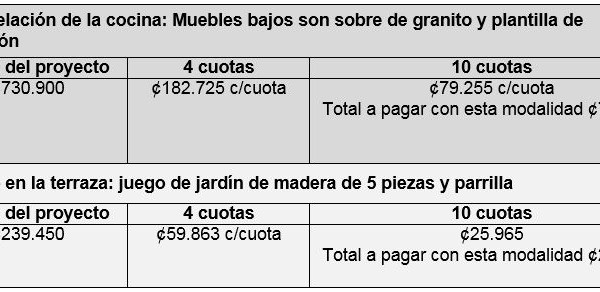 elación de la cocina: Muebles bajos son sobre de granito y plantilla de
ón
del proyecto 4 cuotas 10 cuotas
730.900 ¢182.725 c/cuota ¢79.255 c/cuota
Total a pagar con esta modalidad ¢
en la terraza: juego de jardín de madera de 5 piezas y parrilla
del proyecto 4 cuotas 10 cuotas
239.450 ¢59.863 c/cuota ¢25.965
Total a pagar con esta modalidad ¢